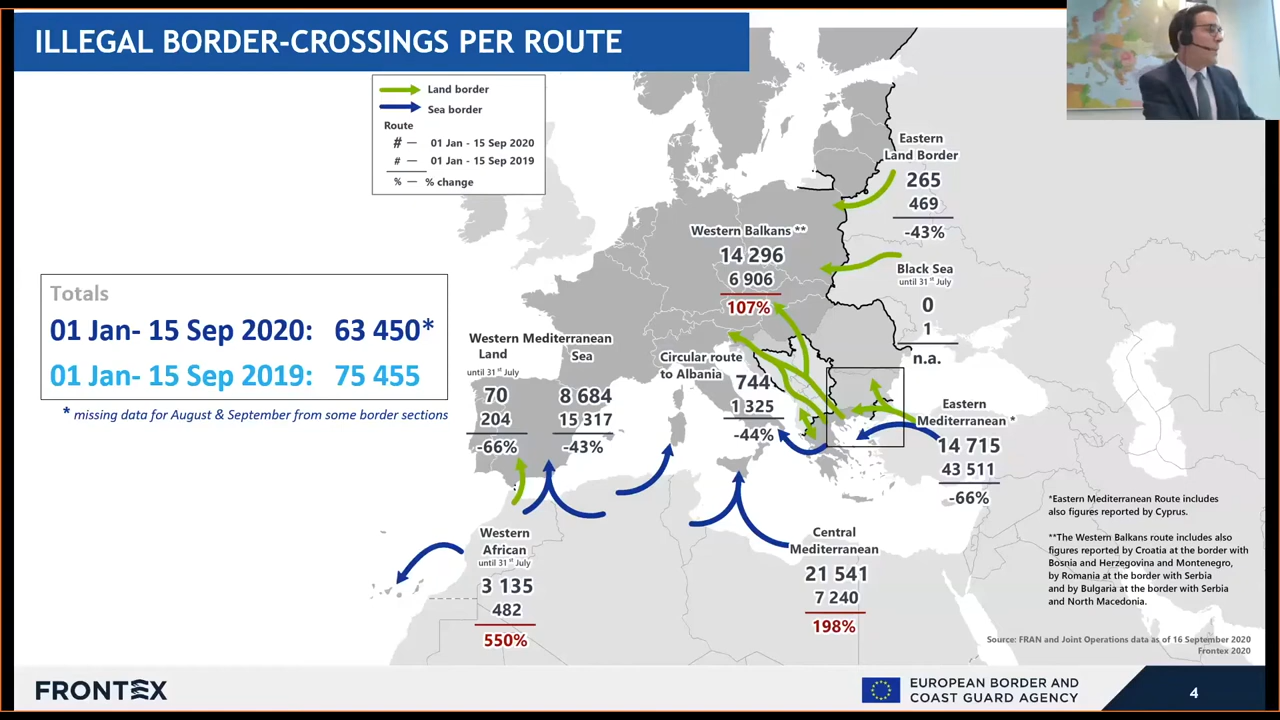 ILLEGAL BORDER-CROSSINGS PER ROUTE
Land border
Sea border
Route
# — 01 Jan - 15 Sep 2020
# — 01 Jan - 15 Sep 2019
% — % change
Eastern
Land Border
265
469
-43%
Western Balkans **
14 296
6 906
107%
Black Sea
until 31st July
0
1
n.a.
Totals
01 Jan- 15 Sep 2020: 63 450*
01 Jan- 15 Sep 2019: 75 455
* missing data for August & September from some border sections
Western Mediterranean
Land
until 31st July
70
204
-66%
Sea
8 684
15 317
-43%
Circular route
to Albania
744
1 325
-44%
Eastern
Mediterranean *
14 715
43 511
-66%
Western
African
until 31st July
3 135
482
550%
Central
Mediterranean
21 541
7 240
198%
*Eastern Mediterranean Route includes
also figures reported by Cyprus.
**The Western Balkans route includes also
figures reported by Croatia at the border with
Bosnia and Herzegovina and Montenegro,
by Romania at the border with Serbia
and by Bulgaria at the border with Serbia
and North Macedonia.
Source: FRAN and Joint Operations data as of 16 September 2020
Frontex 2020
FRONTEX
EUROPEAN BORDER AND
COAST GUARD AGENCY
4